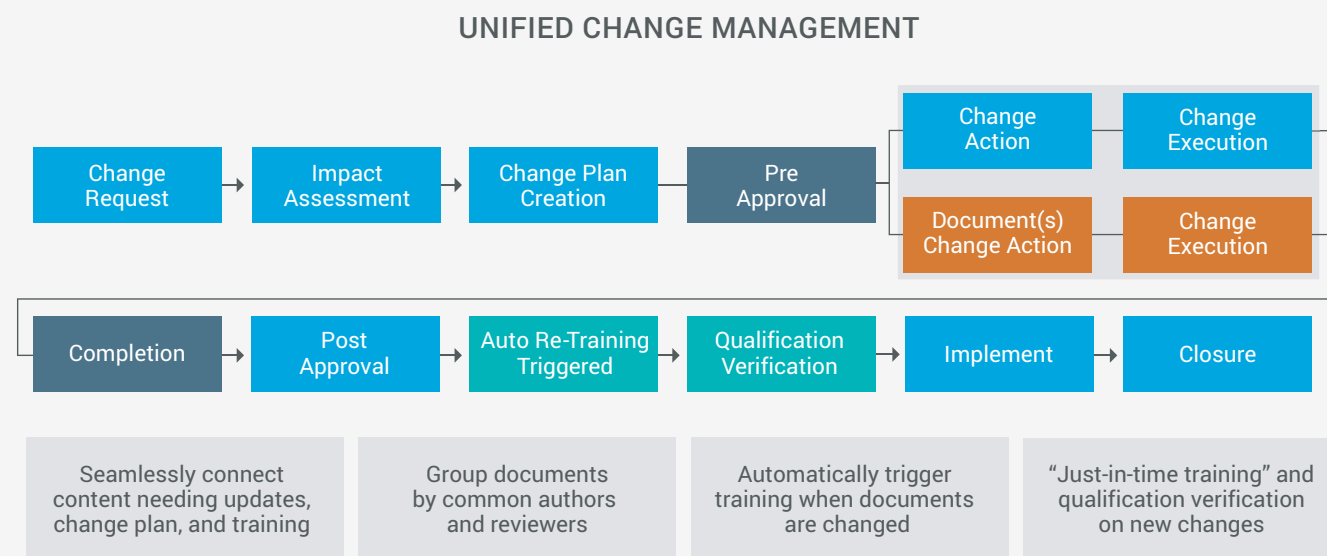 UNIFIED CHANGE MANAGEMENT
Change
Request
Impact
Assessment
Change Plan
Creation
Pre
Approval
Change
Action
Change
Execution
Document(s)
Change Action
Change
Execution
Completion
Post
Approval
Auto Re-Training
Triggered
Qualification
Verification
Implement
Closure
Seamlessly connect
content needing updates,
change plan, and training
Group documents
by common authors
and reviewers
Automatically trigger
training when documents
are changed
“Just-in-time training” and
qualification verification
on new changes